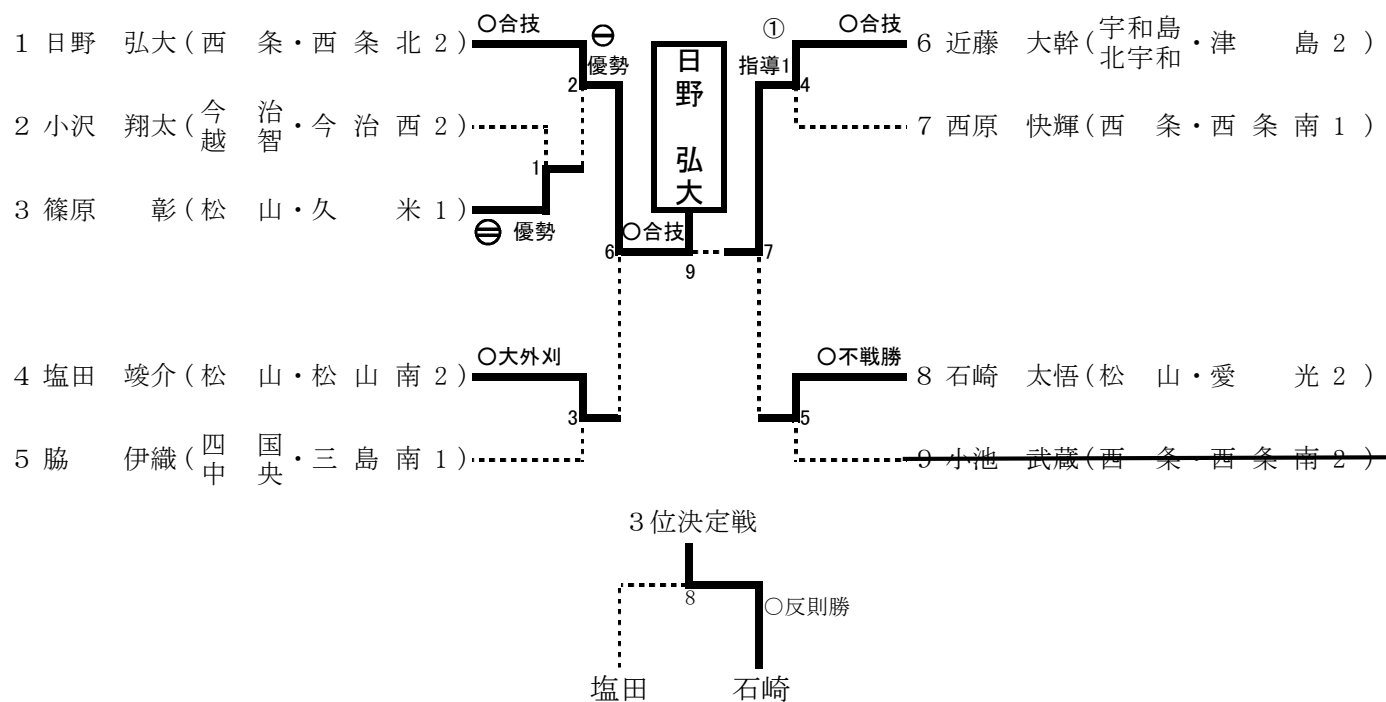 1 日野 弘大(西 条・西 条 北 2)
○合技
⊖
優勢
2
2 小沢 翔太(今 治 越 智・今 治 西 2)
1
3 篠原 彰(松 山・久 米 1)
優勢
6
4 塩田 竣介(松 山・松 山 南 2)
○大外刈
3
5 脇 伊織(四 国 中 央・三 島 南 1)
日野 弘大
○合技
9
①
指導1
○合技
4
6 近藤 大幹(宇和島 北宇和・津 島 2)
7 西原 快輝(西 条・西 条 南 1)
7
○不戦勝
8 石崎 太悟(松 山・愛 光 2)
5
9 小池 武蔵(西 条・西 条 南 2)
3位決定戦
8
○反則勝
塩田
石崎